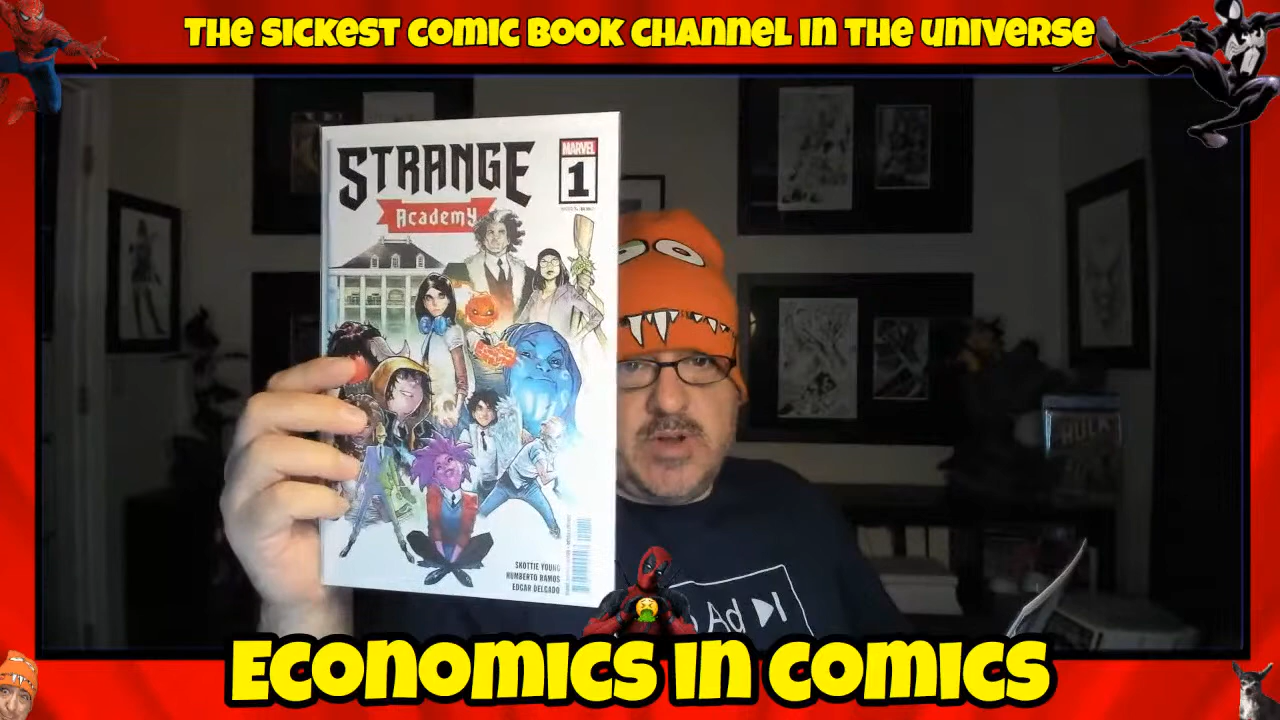 THE SICKEST COMIC BOOK CHANNEL IN THE UNIVERSE
STRANGE
Academy
MARVEL
1
HULK
SKOTTIE YOUNG
HUMBERTO RAMOS
EDGAR DELGADO
Ad
ECONOMICS IN COMICS